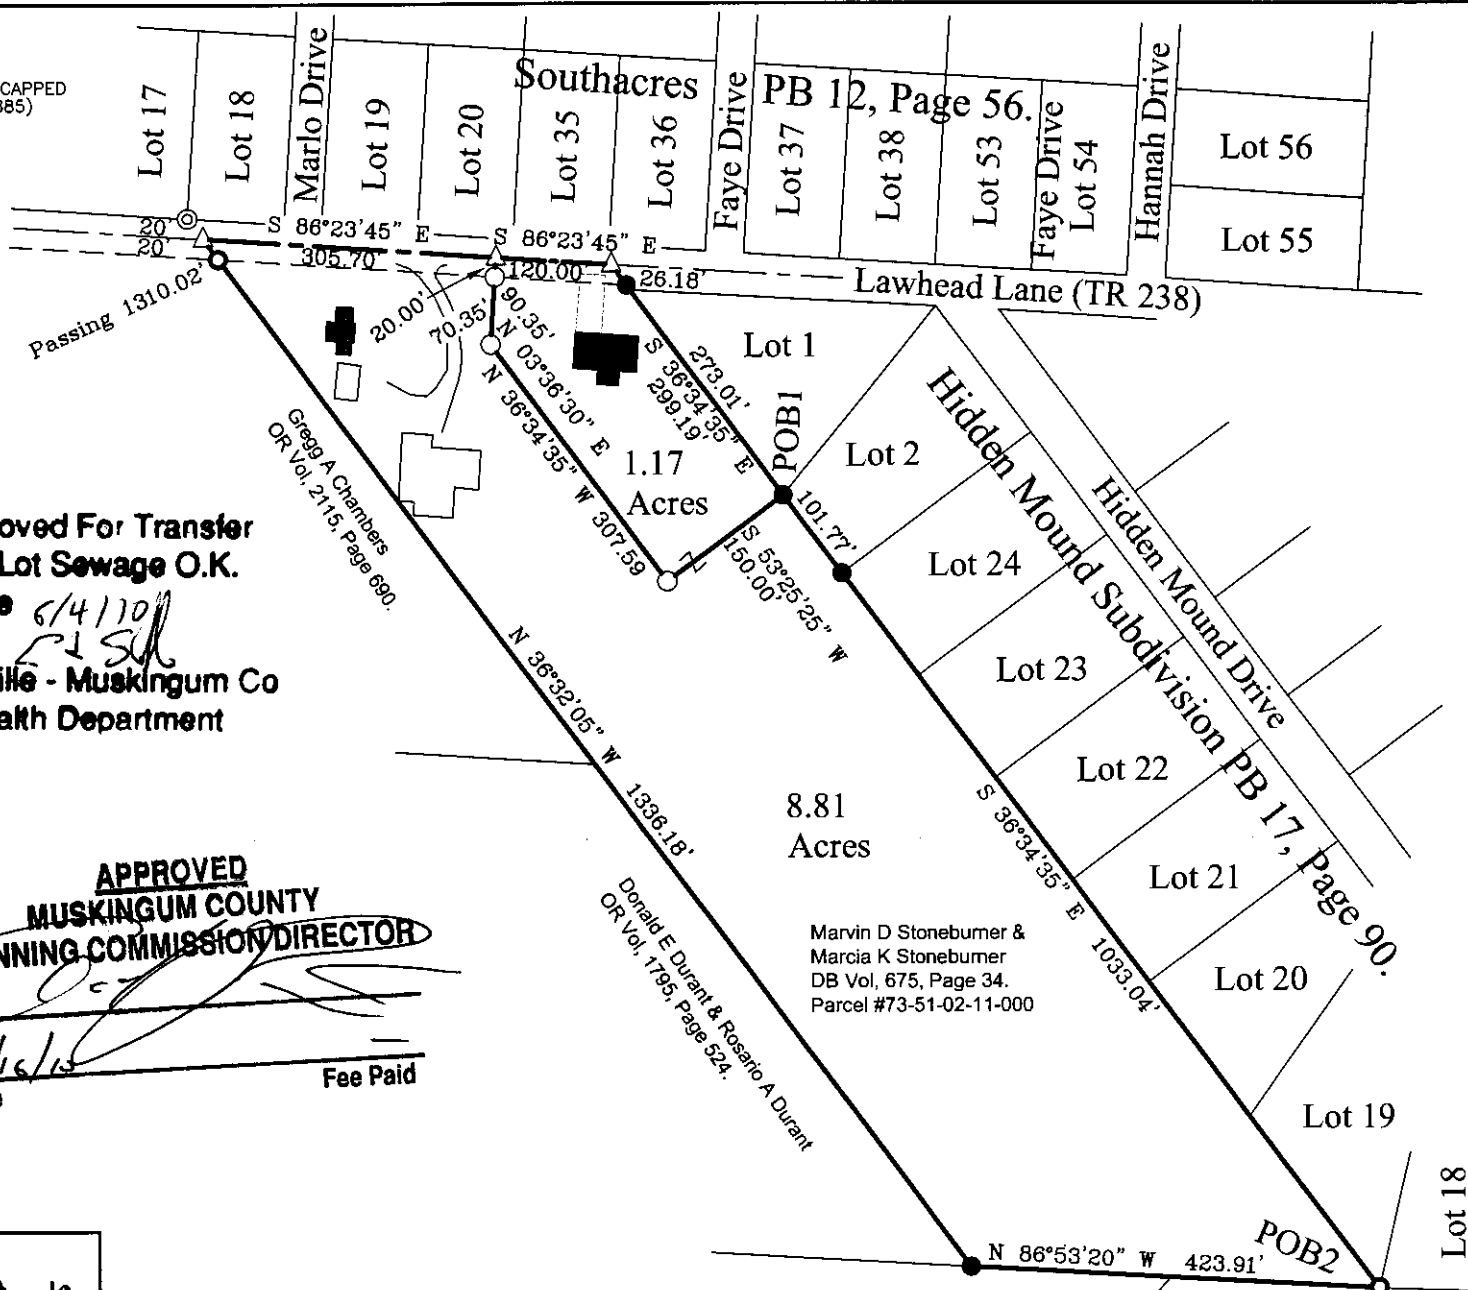 CAPPED
885)
Lot 17
Lot 18
Marlo Drive
Lot 19
Lot 20
Southacres PB 12, Page 56.
Lot 35
Lot 36
Faye Drive
Lot 37
Lot 38
Lot 53
Faye Drive
Lot 54
Hannah Drive
Lot 56
Lot 55
20'
20'
S 86°23'45" E
305.70'
S 86°23'45" E
120.00'
26.18'
Lawhead Lane (TR 238)
Passing 1310.02'
20.00'
70.35'
90.35'
N 03°36'30" E
N 36°34'35" W 307.59
273.01'
S 36°34'35" E
299.19'
Lot 1
POB1
Lot 2
1.17
Acres
101.77'
S 53°25'25" W
150.00'
Hidden Mound Subdivision PB 17, Page 90.
Hidden Mound Drive
Lot 24
Lot 23
Lot 22
Lot 21
Lot 20
Lot 19
Lot 18
Gregg A Chambers
OR Vol, 2115, Page 690.
oved For Transfer
Lot Sewage O.K.
6/4/10
ille - Muskingum Co
alth Department
N 36°32'05" W 1336.18'
8.81
Acres
S 36°34'35" E 1033.04'
APPROVED
MUSKINGUM COUNTY
NNING COMMISSION DIRECTOR
Fee Paid
Donald E Durant & Rosario A Durant
OR Vol, 1795, Page 524.
Marvin D Stoneburner &
Marcia K Stoneburner
DB Vol, 675, Page 34.
Parcel #73-51-02-11-000
N 86°53'20" W 423.91'
POB2